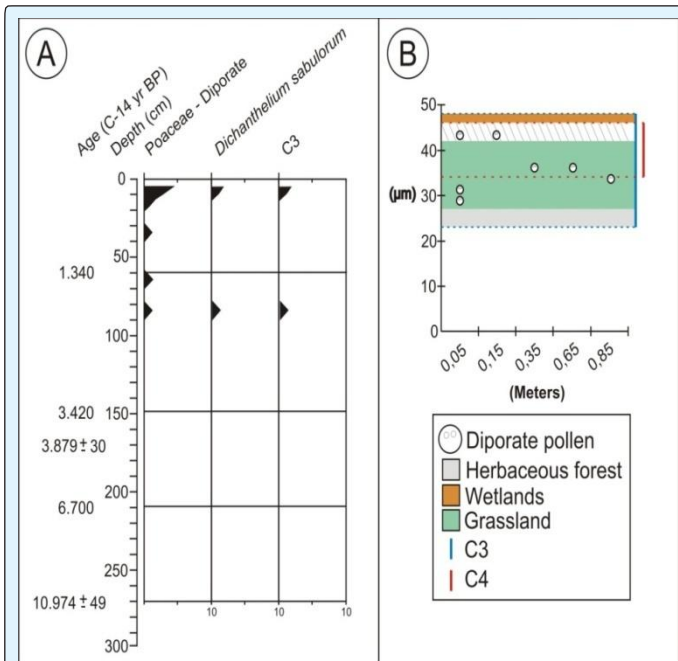 A
Age (C-14 yr BP)
Depth (cm)
Poaceae - Diporate
Dichanthelium sabulorum
C3
0
50
1.340
100
3.420
150
3.879 ± 30
200
6.700
250
10.974 ± 49
10
10
10
300
B
50
40
(µm)
30
20
10
0
0,05
0,15
0,35
0,65
0,85
(Meters)
Diporate pollen
Herbaceous forest
Wetlands
Grassland
C3
C4